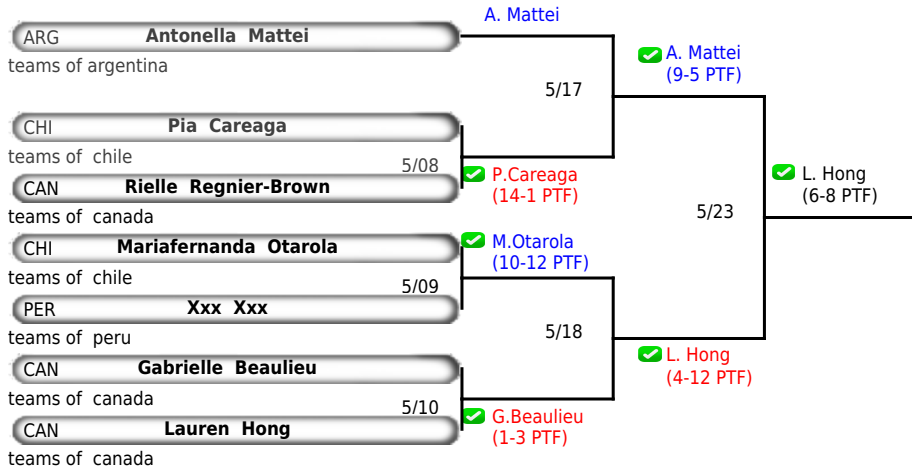 A. Mattei
ARG Antonella Mattei
teams of argentina
A. Mattei
(9-5 PTF)
5/17
CHI Pia Careaga
teams of chile
5/08
CAN Rielle Regnier-Brown
teams of canada
P.Careaga
(14-1 PTF)
L. Hong
(6-8 PTF)
5/23
CHI Mariafernanda Otarola
teams of chile
M.Otarola
(10-12 PTF)
5/09
PER Xxx Xxx
teams of peru
5/18
CAN Gabrielle Beaulieu
teams of canada
L. Hong
(4-12 PTF)
5/10
CAN Lauren Hong
teams of canada
G.Beaulieu
(1-3 PTF)